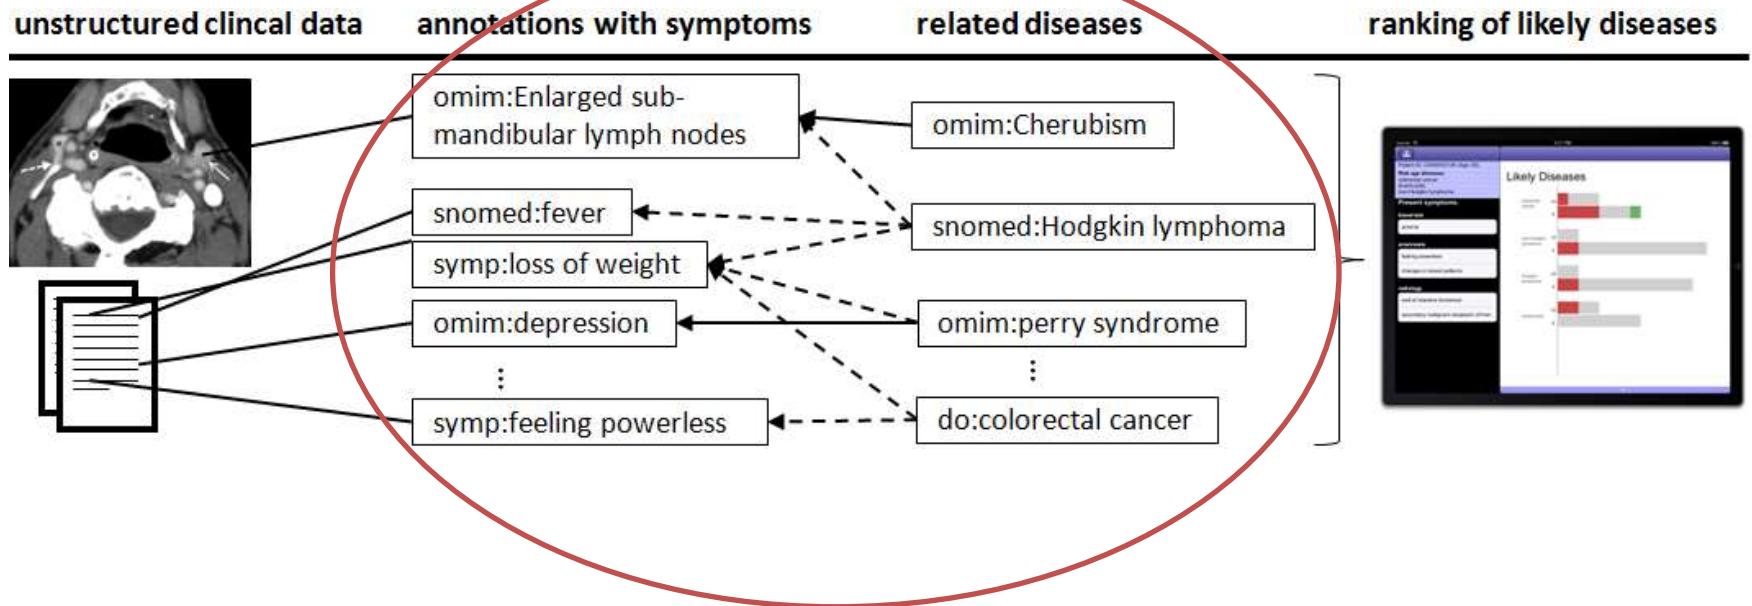 unstructured clincal data
annotations with symptoms
related diseases
ranking of likely diseases
omim:Enlarged sub-
mandibular lymph nodes
omim:Cherubism
snomed:fever
snomed:Hodgkin lymphoma
symp:loss of weight
omim:depression
omim:perry syndrome
symp:feeling powerless
do:colorectal cancer
Likely Diseases
Present symptoms